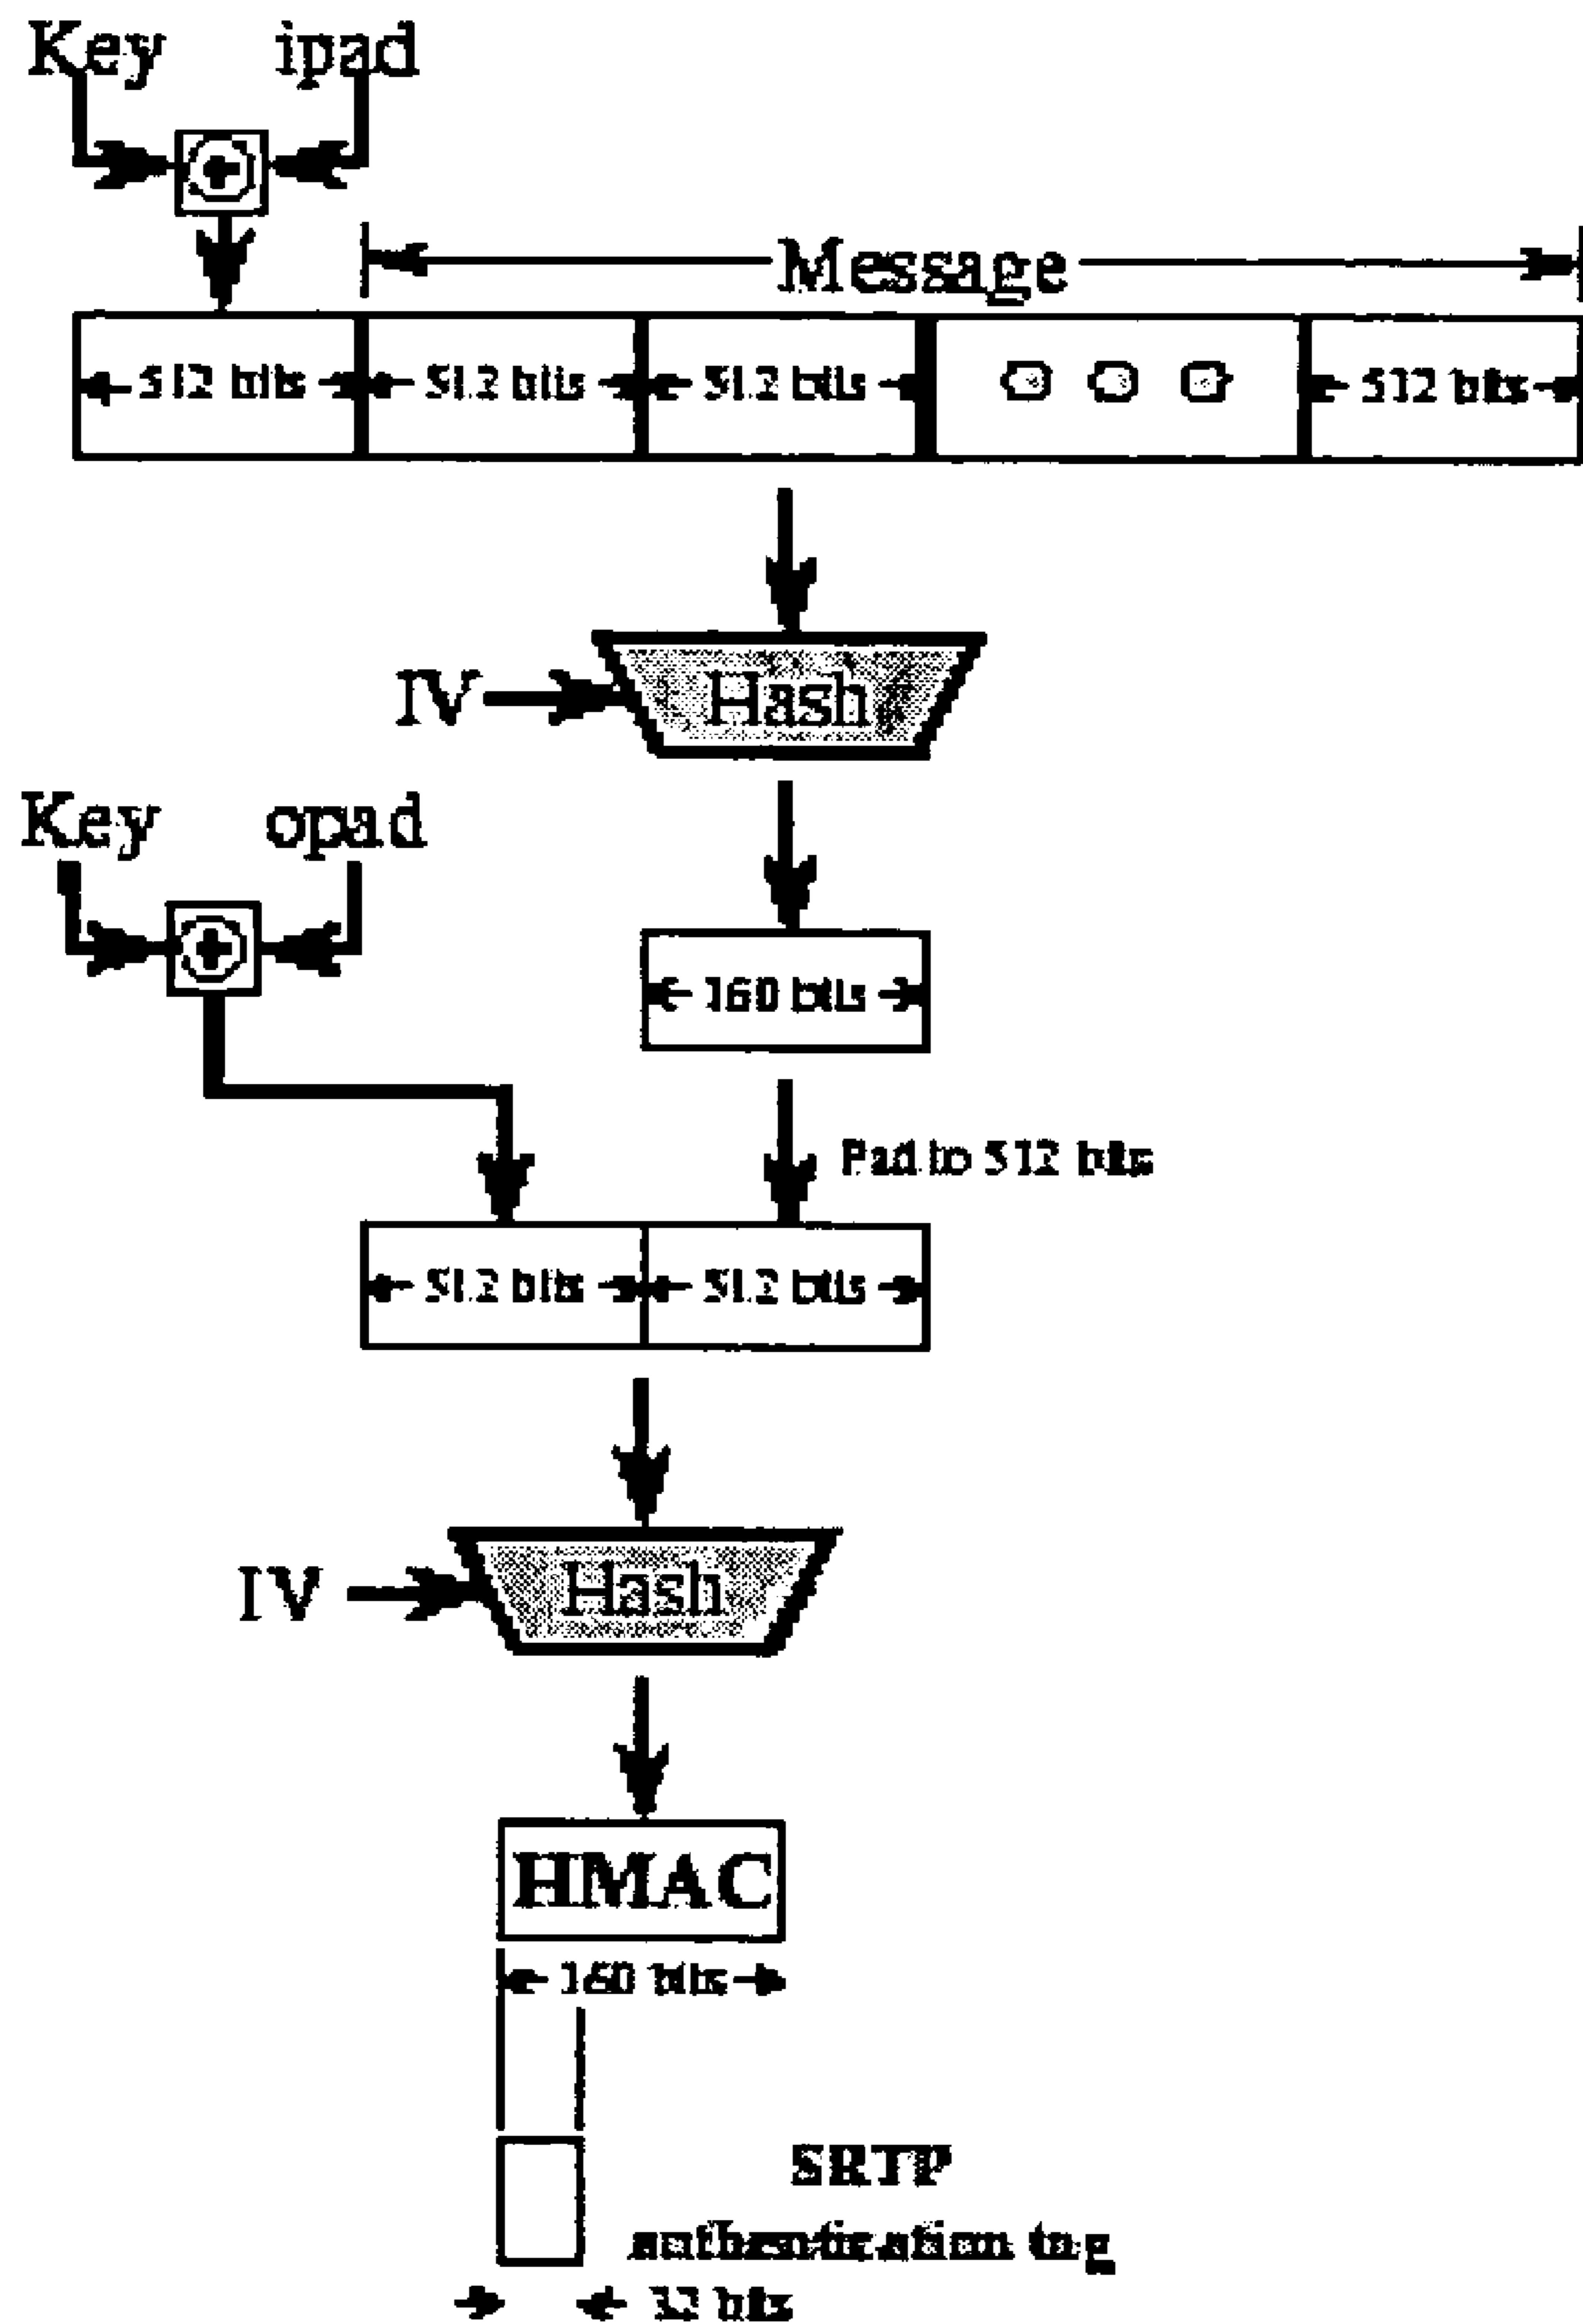 Key ipad
Message
512 bits 512 bits 512 bits 512 bits
IV Hash
Key opad
160 bits
Pad to 512 bits
512 bits 512 bits
IV Hash
HMAC
160 bits
SRTP
authentication tag
32 bits